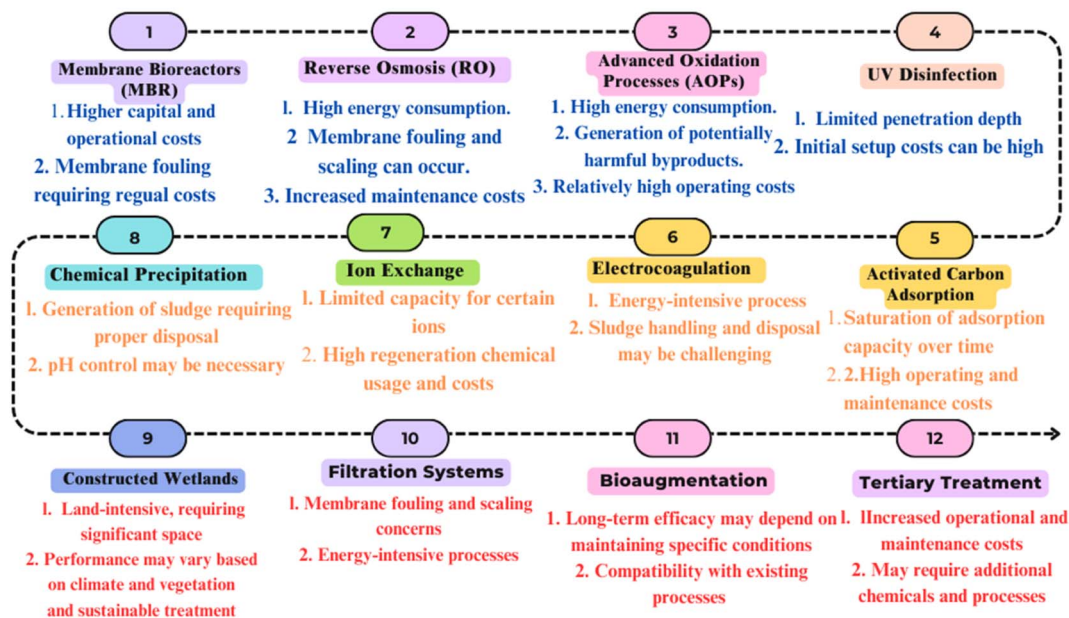 1
Membrane Bioreactors
(MBR)
1. Higher capital and
operational costs
2. Membrane fouling
requiring regual costs
2
Reverse Osmosis (RO)
1. High energy consumption.
2 Membrane fouling and
scaling can occur.
3. Increased maintenance costs
3
Advanced Oxidation
Processes (AOPs)
1. High energy consumption.
2. Generation of potentially
harmful byproducts.
3. Relatively high operating costs
4
UV Disinfection
1. Limited penetration depth
2. Initial setup costs can be high
8
Chemical Precipitation
1. Generation of sludge requiring
proper disposal
2. pH control may be necessary
7
Ion Exchange
1. Limited capacity for certain
ions
2. High regeneration chemical
usage and costs
6
Electrocoagulation
1. Energy-intensive process
2. Sludge handling and disposal
may be challenging
5
Activated Carbon
Adsorption
1. Saturation of adsorption
capacity over time
2. 2.High operating and
maintenance costs
9
Constructed Wetlands
1. Land-intensive, requiring
significant space
2. Performance may vary based
on climate and vegetation
and sustainable treatment
10
Filtration Systems
1. Membrane fouling and scaling
concerns
2. Energy-intensive processes
11
Bioaugmentation
1. Long-term efficacy may depend on
maintaining specific conditions
2. Compatibility with existing
processes
12
Tertiary Treatment
1. lIncreased operational and
maintenance costs
2. May require additional
chemicals and processes